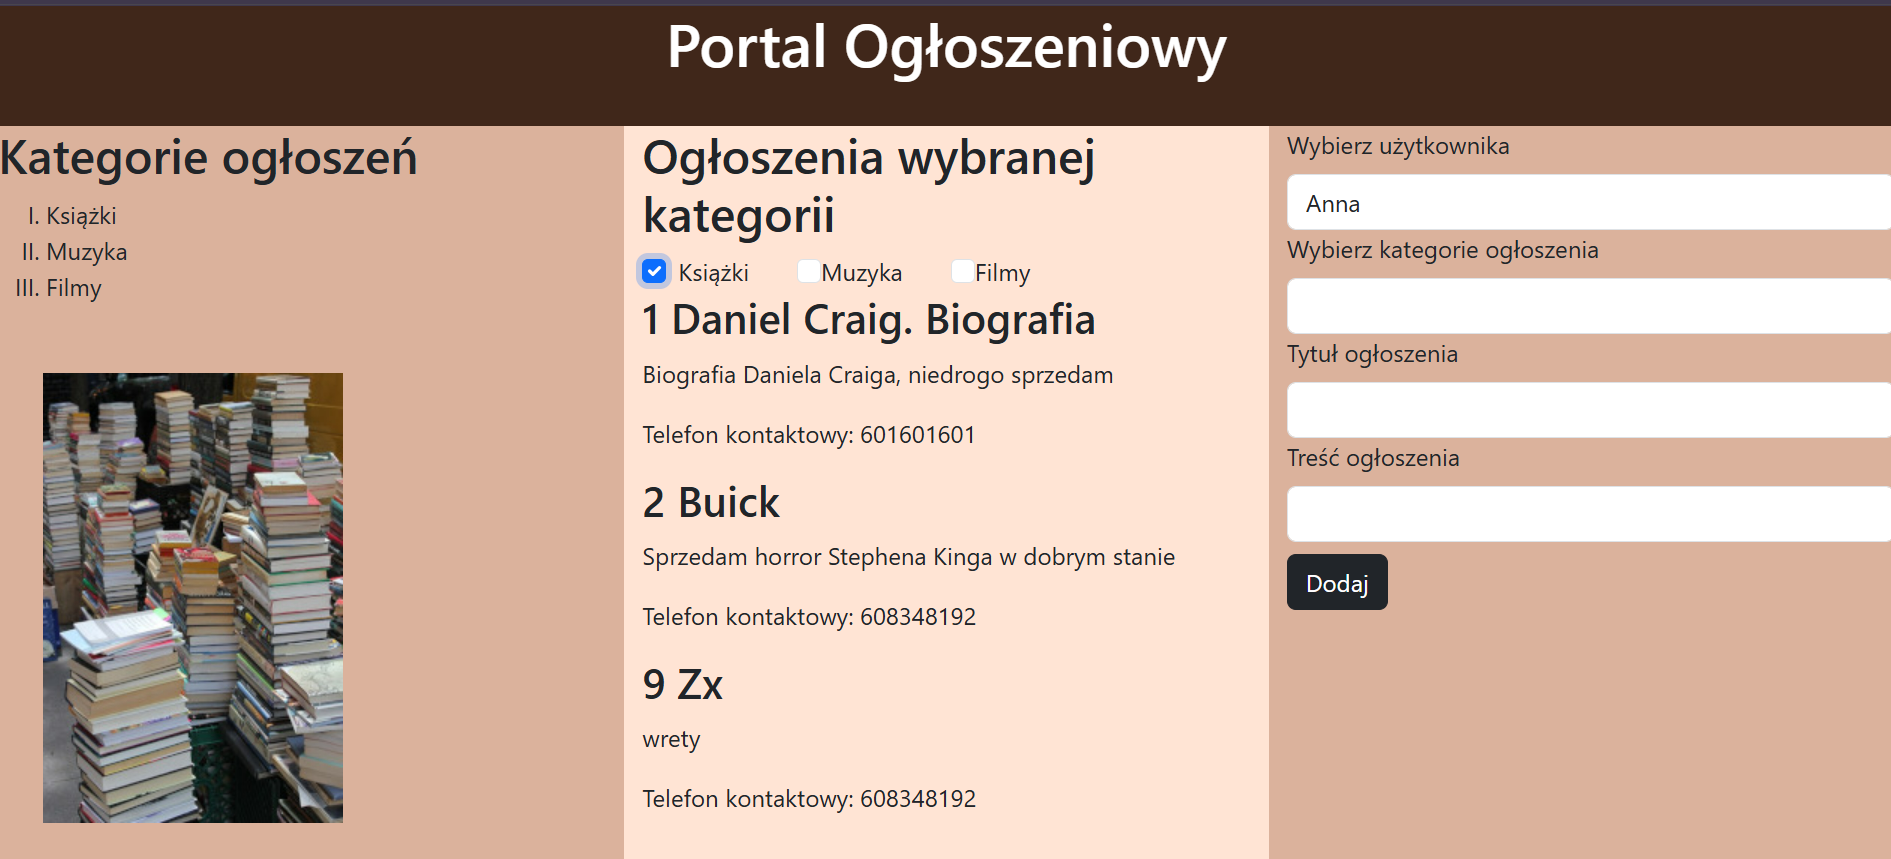 Portal Ogłoszeniowy
Kategorie ogłoszeń
I. Książki
II. Muzyka
III. Filmy
Ogłoszenia wybranej
kategorii
Książki Muzyka Filmy
1 Daniel Craig. Biografia
Biografia Daniela Craiga, niedrogo sprzedam
Telefon kontaktowy: 601601601
2 Buick
Sprzedam horror Stephena Kinga w dobrym stanie
Telefon kontaktowy: 608348192
9 Zx
wrety
Telefon kontaktowy: 608348192
Wybierz użytkownika
Anna
Wybierz kategorie ogłoszenia
Tytuł ogłoszenia
Treść ogłoszenia
Dodaj